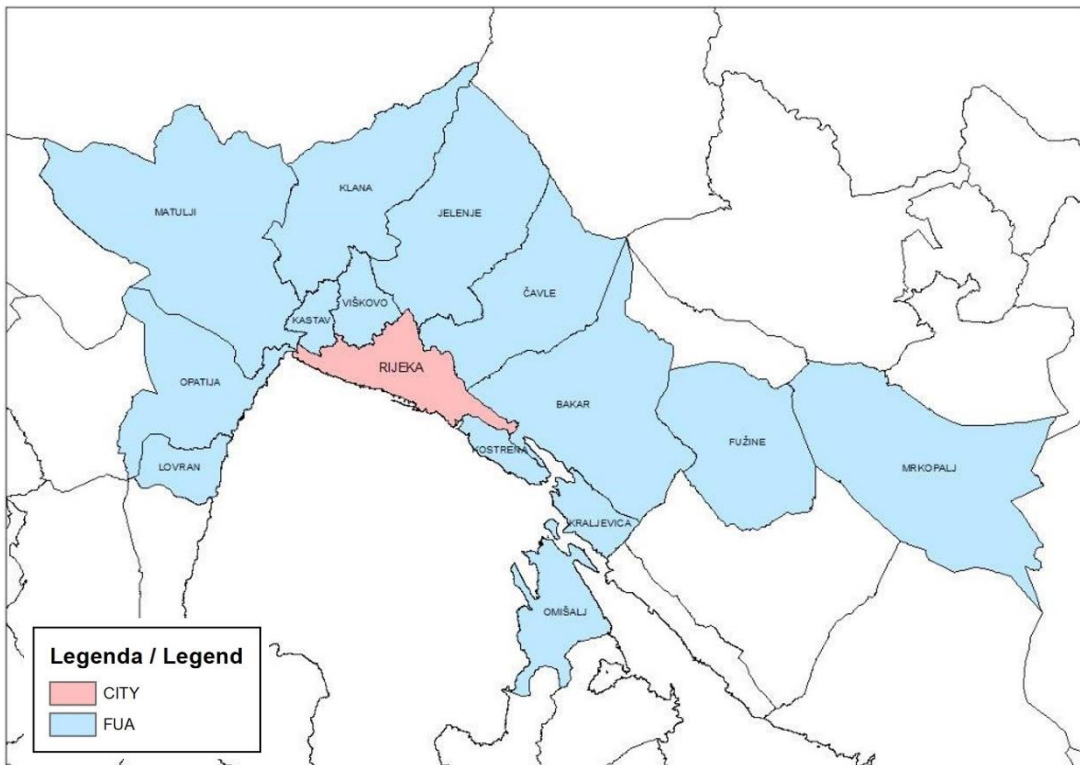 KLANA
MATULJI
JELENJE
ČAVLE
VIŠKOVO
KASTAV
RIJEKA
OPATIJA
BAKAR
FUŽINE
KOSTRENA
LOVRAN
MRKOPALJ
KRALJEVICA
OMIŠALJ
Legenda / Legend
CITY
FUA